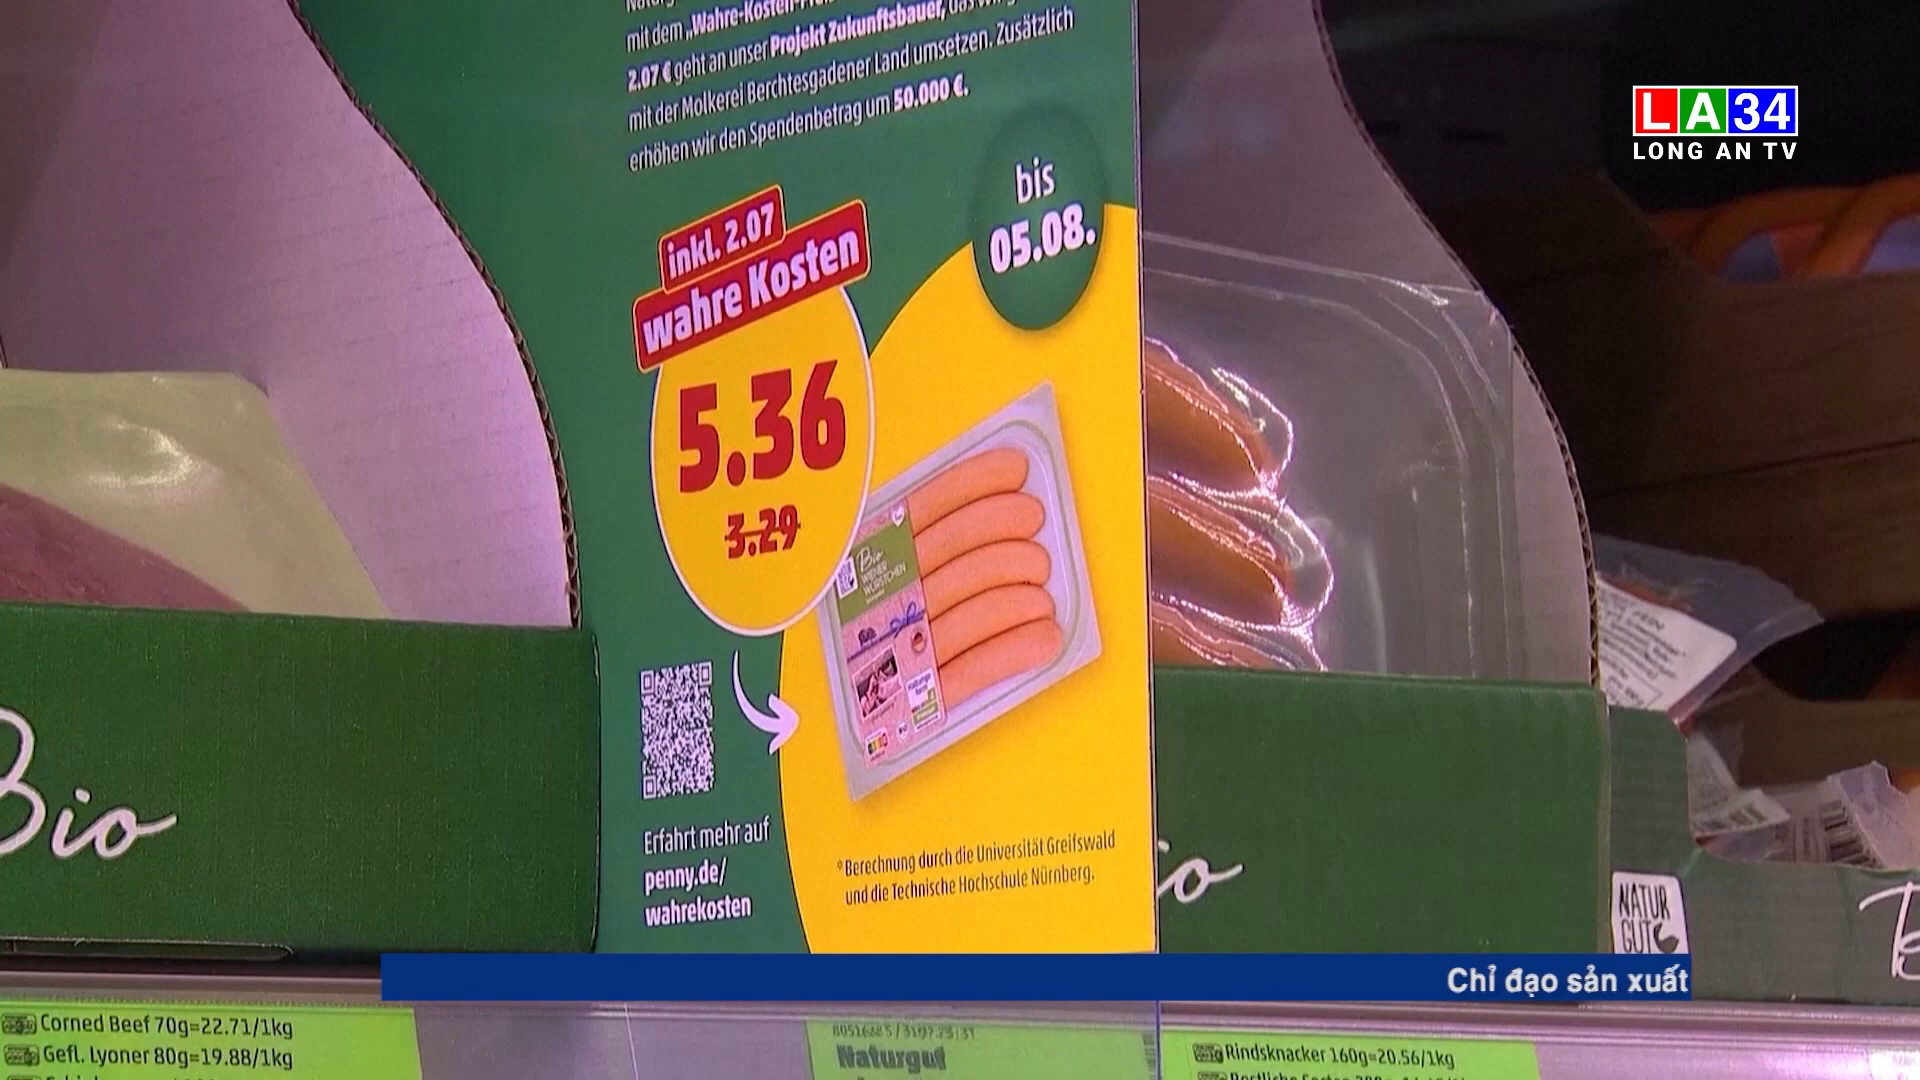 mit dem „Wahre-Kosten-
2.07 € geht an unser Projekt Zukunftsbauer,
mit der Molkerei Berchtesgadener Land umsetzen. Zusätzlich
erhöhen wir den Spendenbetrag um 50.000 €.
LA34
LONG AN TV
bis
05.08.
inkl. 2.07
wahre Kosten
5.36
3.29
Bio
WIENER
WÜRSTCHEN
Erfahrt mehr auf
penny.de/
wahrekosten
*Berechnung durch die Universität Greifswald
und die Technische Hochschule Nürnberg.
Bio
io
NATUR
GUT
B
Chỉ đạo sản xuất
Corned Beef 70g=22.71/1kg
Gefl. Lyoner 80g=19.88/1kg
Naturgut
Rindsknacker 160g=20.56/1kg